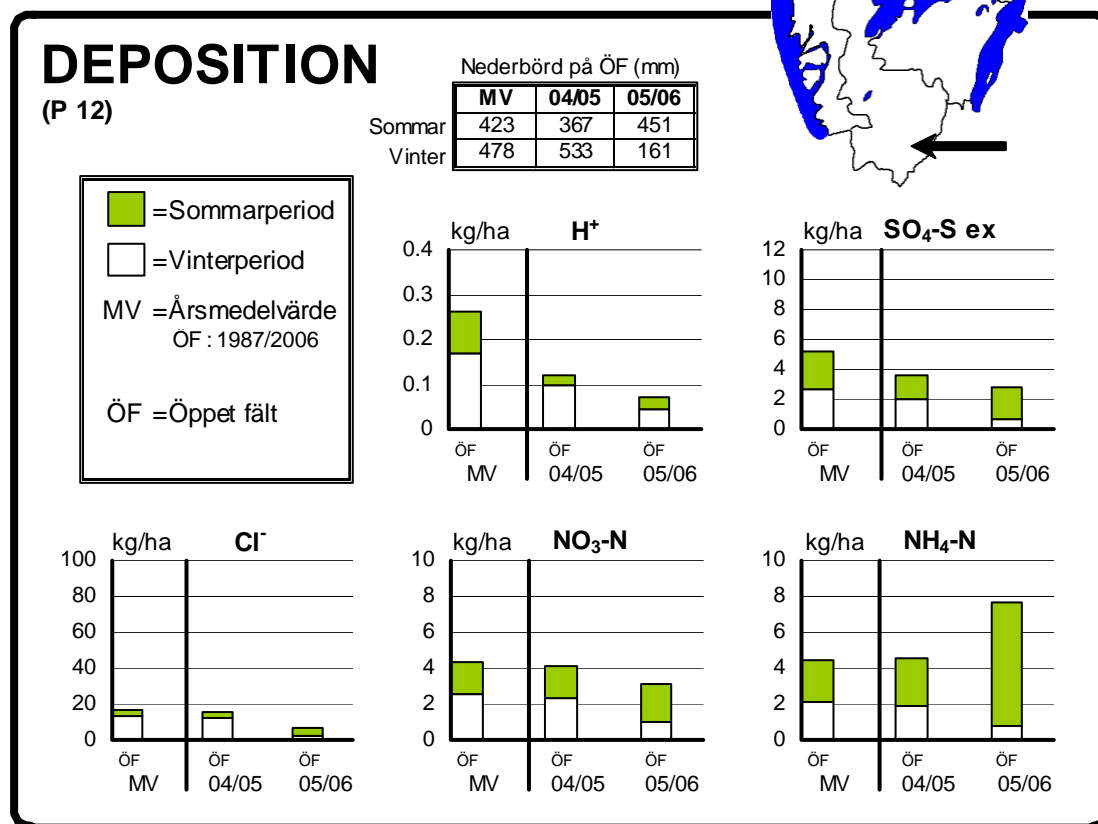 DEPOSITION
(P 12)
Nederbörd på ÖF (mm)
MV 04/05 05/06
Sommar 423 367 451
Vinter 478 533 161
=Sommarperiod
=Vinterperiod
MV =Årsmedelvärde
ÖF : 1987/2006
ÖF =Öppet fält
kg/ha H⁺
0.4
0.3
0.2
0.1
0
ÖF ÖF ÖF
MV 04/05 05/06
kg/ha SO₄-S ex
12
10
8
6
4
2
0
ÖF ÖF ÖF
MV 04/05 05/06
kg/ha Cl⁻
100
80
60
40
20
0
ÖF ÖF ÖF
MV 04/05 05/06
kg/ha NO₃-N
10
8
6
4
2
0
ÖF ÖF ÖF
MV 04/05 05/06
kg/ha NH₄-N
10
8
6
4
2
0
ÖF ÖF ÖF
MV 04/05 05/06